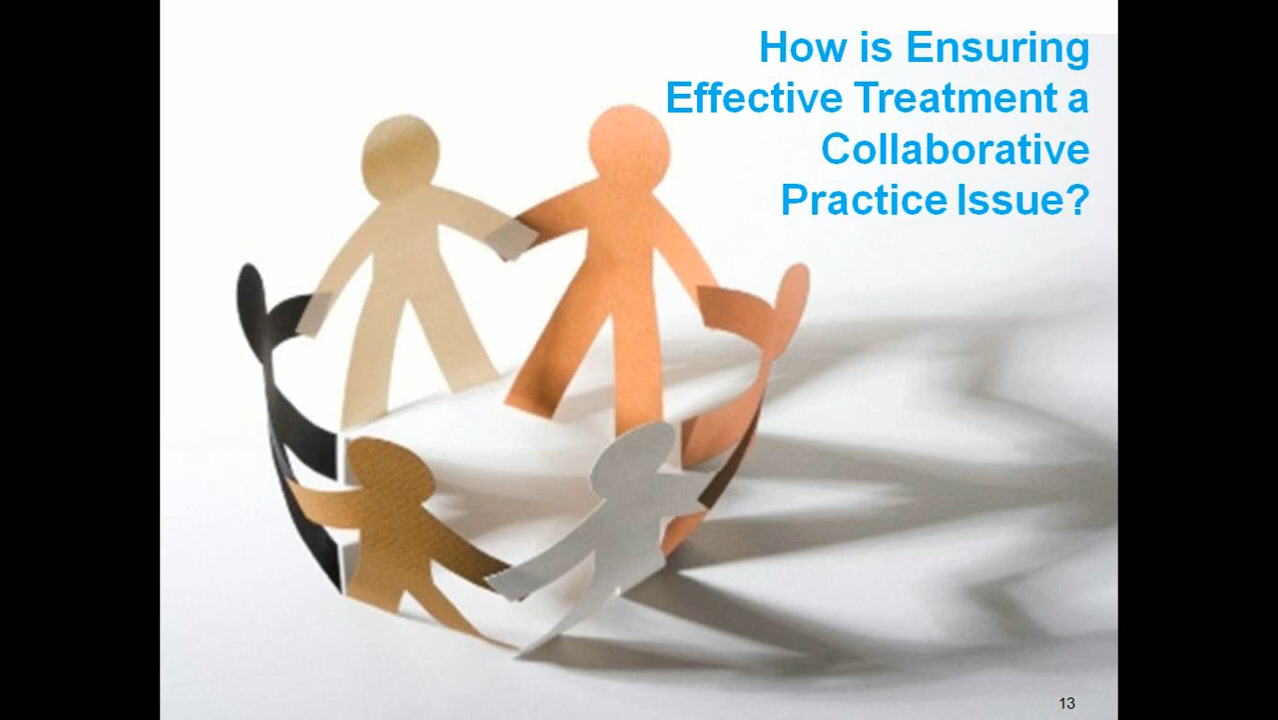 How is Ensuring
Effective Treatment a
Collaborative
Practice Issue?
13